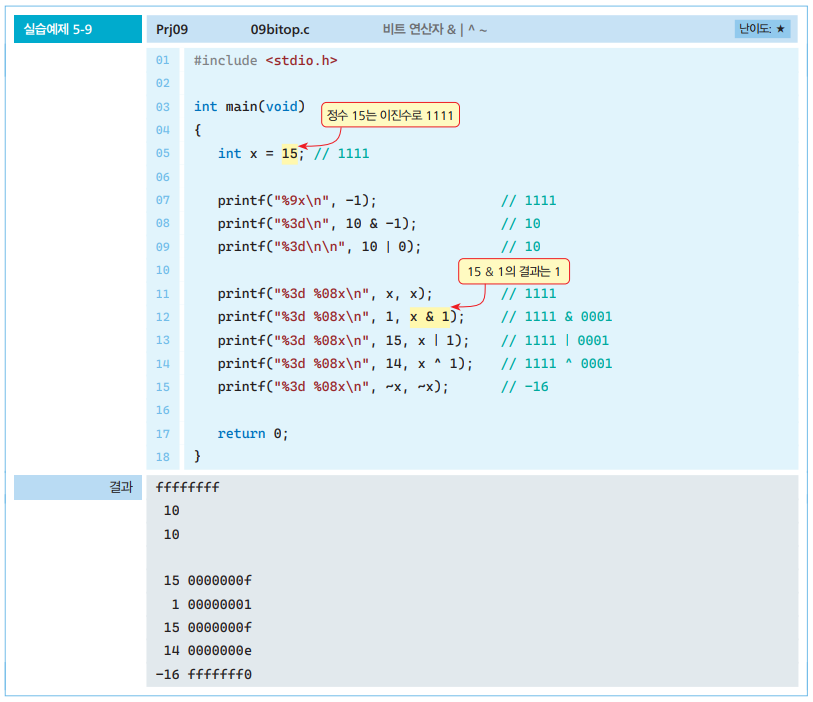 실습예제 5-9 Prj09 09bitop.c 비트 연산자 & | ^ ~ 난이도: ★
01 #include <stdio.h>
02
03 int main(void)
정수 15는 이진수로 1111
04 {
05 int x = 15; // 1111
06
07 printf("%9x\n", -1); // 1111
08 printf("%3d\n", 10 & -1); // 10
09 printf("%3d\n\n", 10 | 0); // 10
10
15 & 1의 결과는 1
11 printf("%3d %08x\n", x, x); // 1111
12 printf("%3d %08x\n", 1, x & 1); // 1111 & 0001
13 printf("%3d %08x\n", 15, x | 1); // 1111 | 0001
14 printf("%3d %08x\n", 14, x ^ 1); // 1111 ^ 0001
15 printf("%3d %08x\n", ~x, ~x); // -16
16
17 return 0;
18 }
결과
ffffffff
10
10
15 0000000f
1 00000001
15 0000000f
14 0000000e
-16 fffffff0